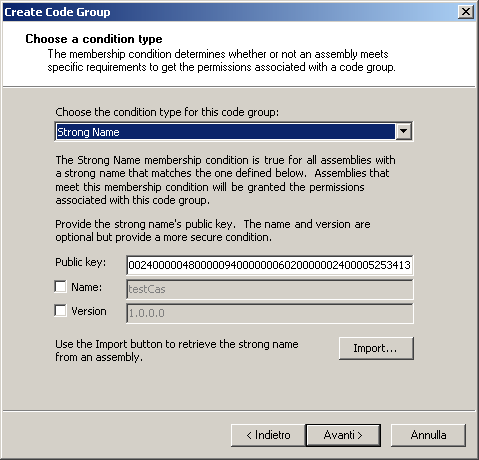 Create Code Group
Choose a condition type
The membership condition determines whether or not an assembly meets
specific requirements to get the permissions associated with a code group.
Choose the condition type for this code group:
Strong Name
The Strong Name membership condition is true for all assemblies with
a strong name that matches the one defined below. Assemblies that
meet this membership condition will be granted the permissions
associated with this code group.
Provide the strong name's public key. The name and version are
optional but provide a more secure condition.
Public key: 00240000048000009400000006020000002400005253413
Name: testCas
Version 1.0.0.0
Use the Import button to retrieve the strong name
from an assembly.
Import...
< Indietro Avanti > Annulla